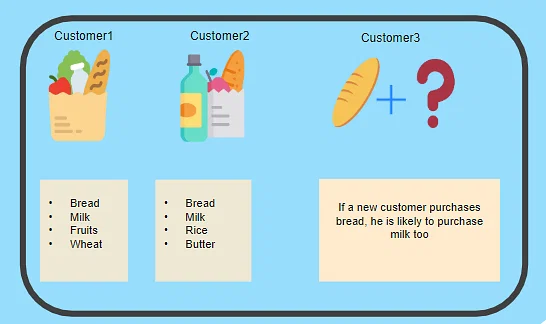 Customer1
Customer2
Customer3
• Bread
• Milk
• Fruits
• Wheat
• Bread
• Milk
• Rice
• Butter
If a new customer purchases
bread, he is likely to purchase
milk too